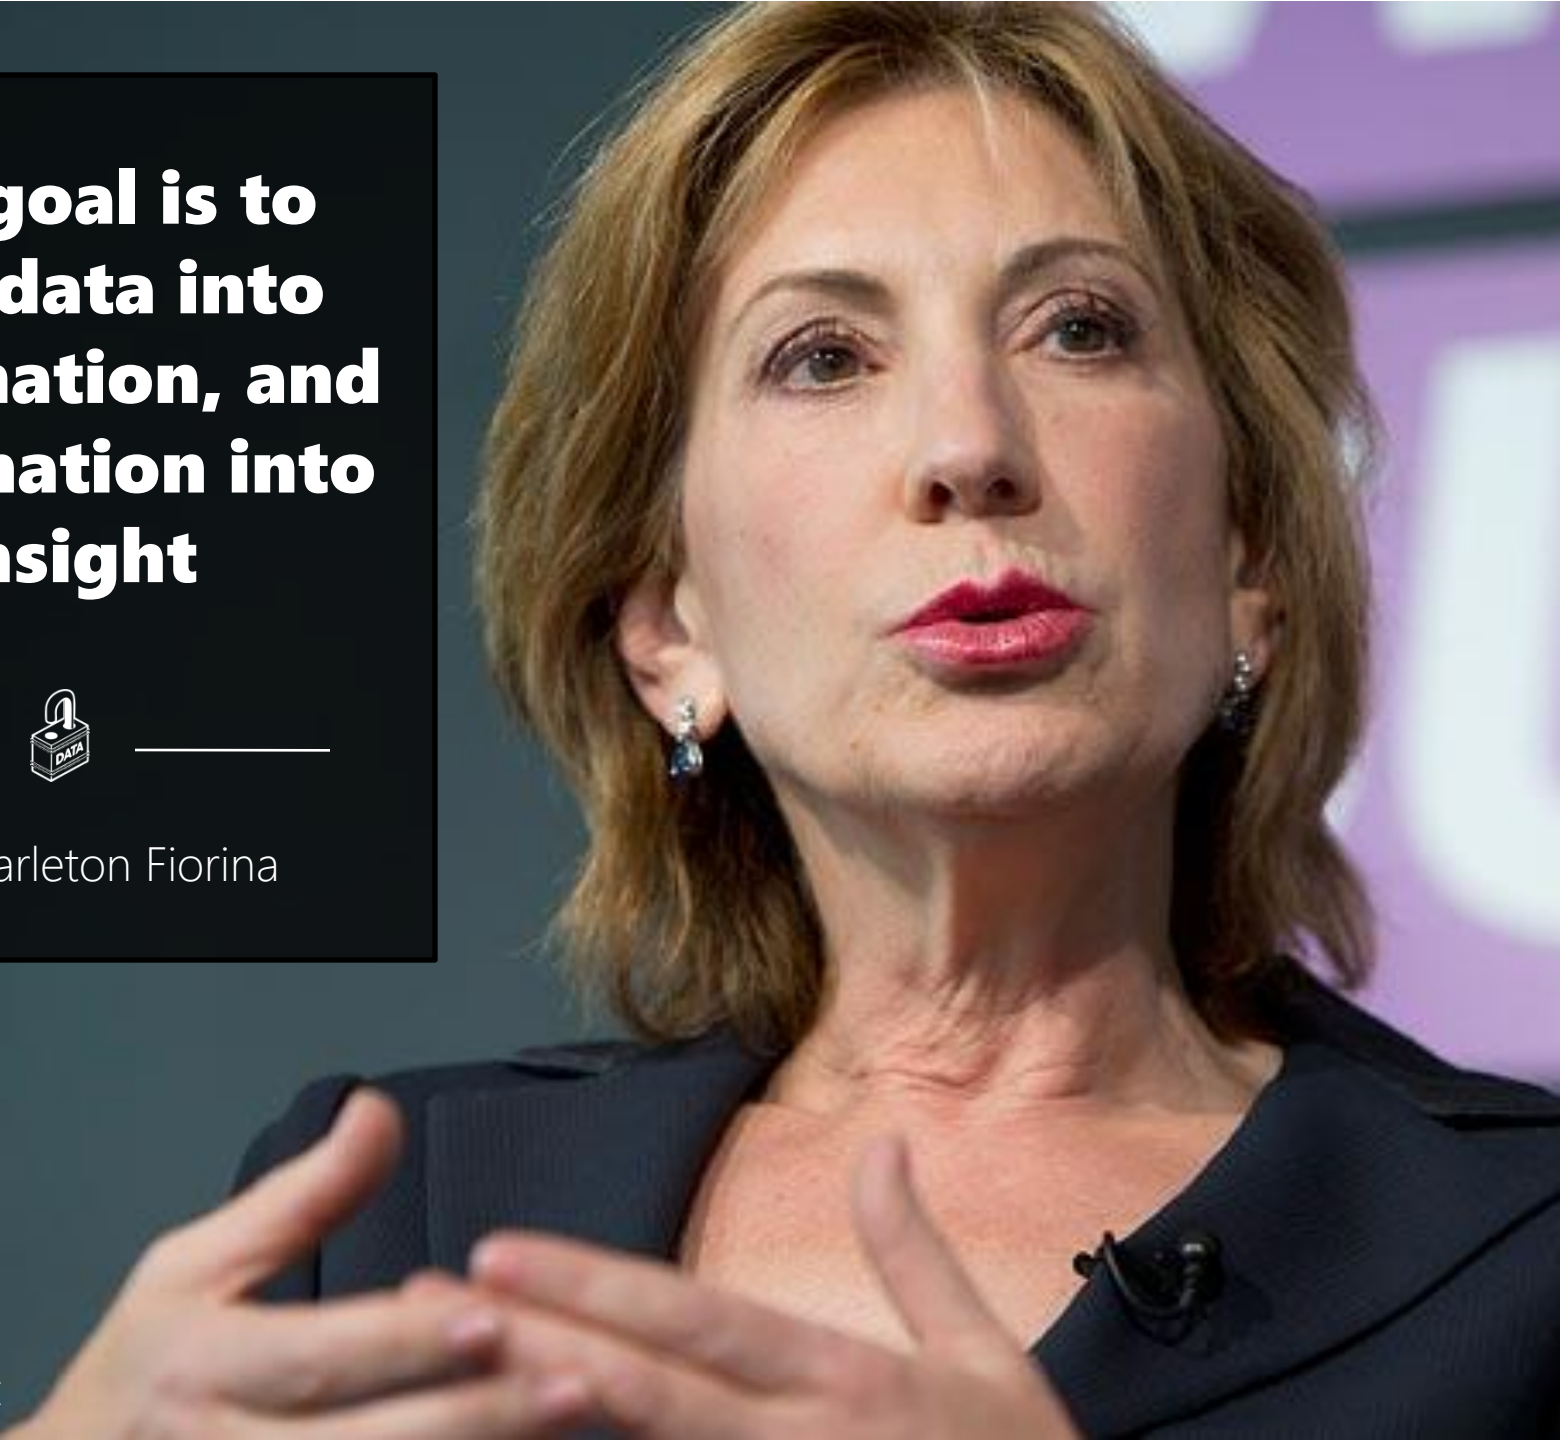 goal is to
data into
nation, and
nation into
nsight
DATA
arleton Fiorina